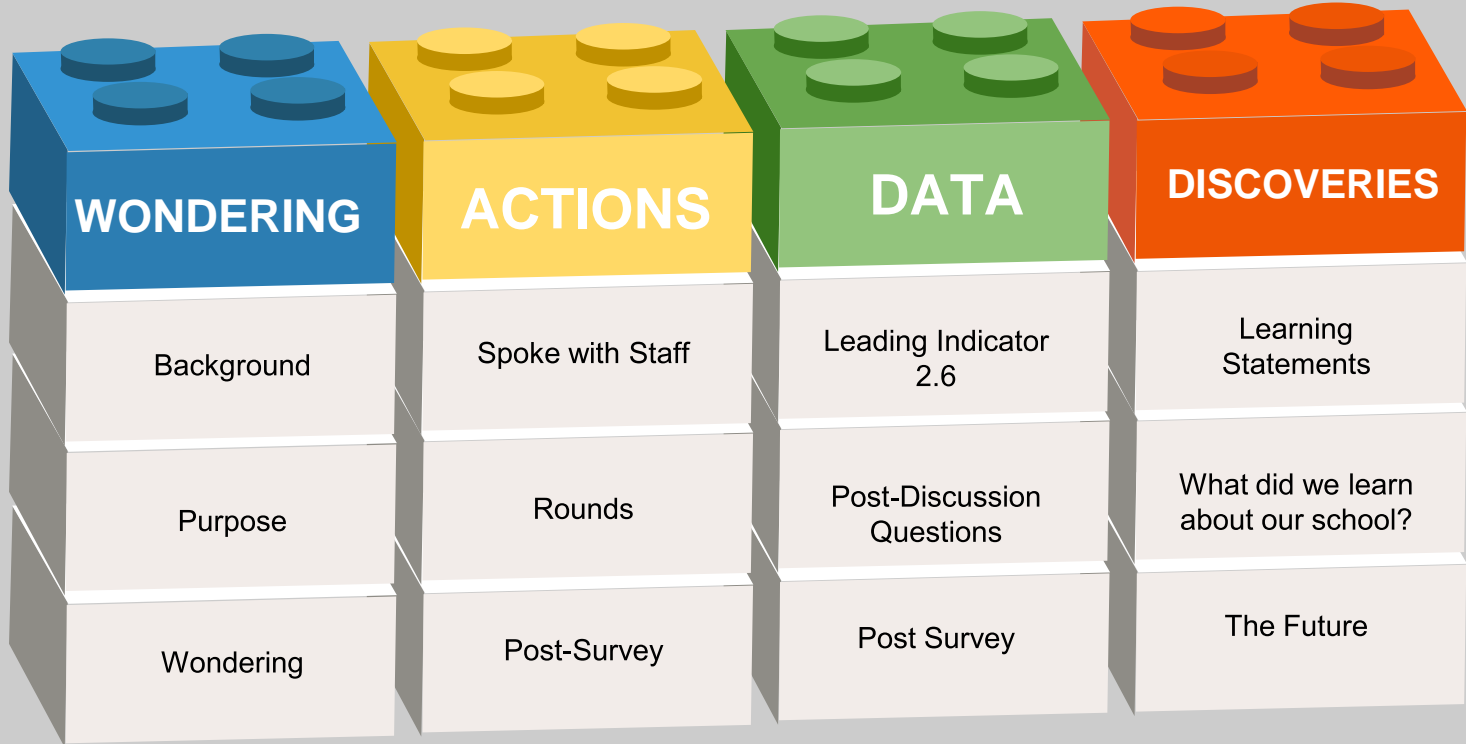 WONDERING
Background
Purpose
Wondering
ACTIONS
Spoke with Staff
Rounds
Post-Survey
DATA
Leading Indicator
2.6
Post-Discussion
Questions
Post Survey
DISCOVERIES
Learning
Statements
What did we learn
about our school?
The Future